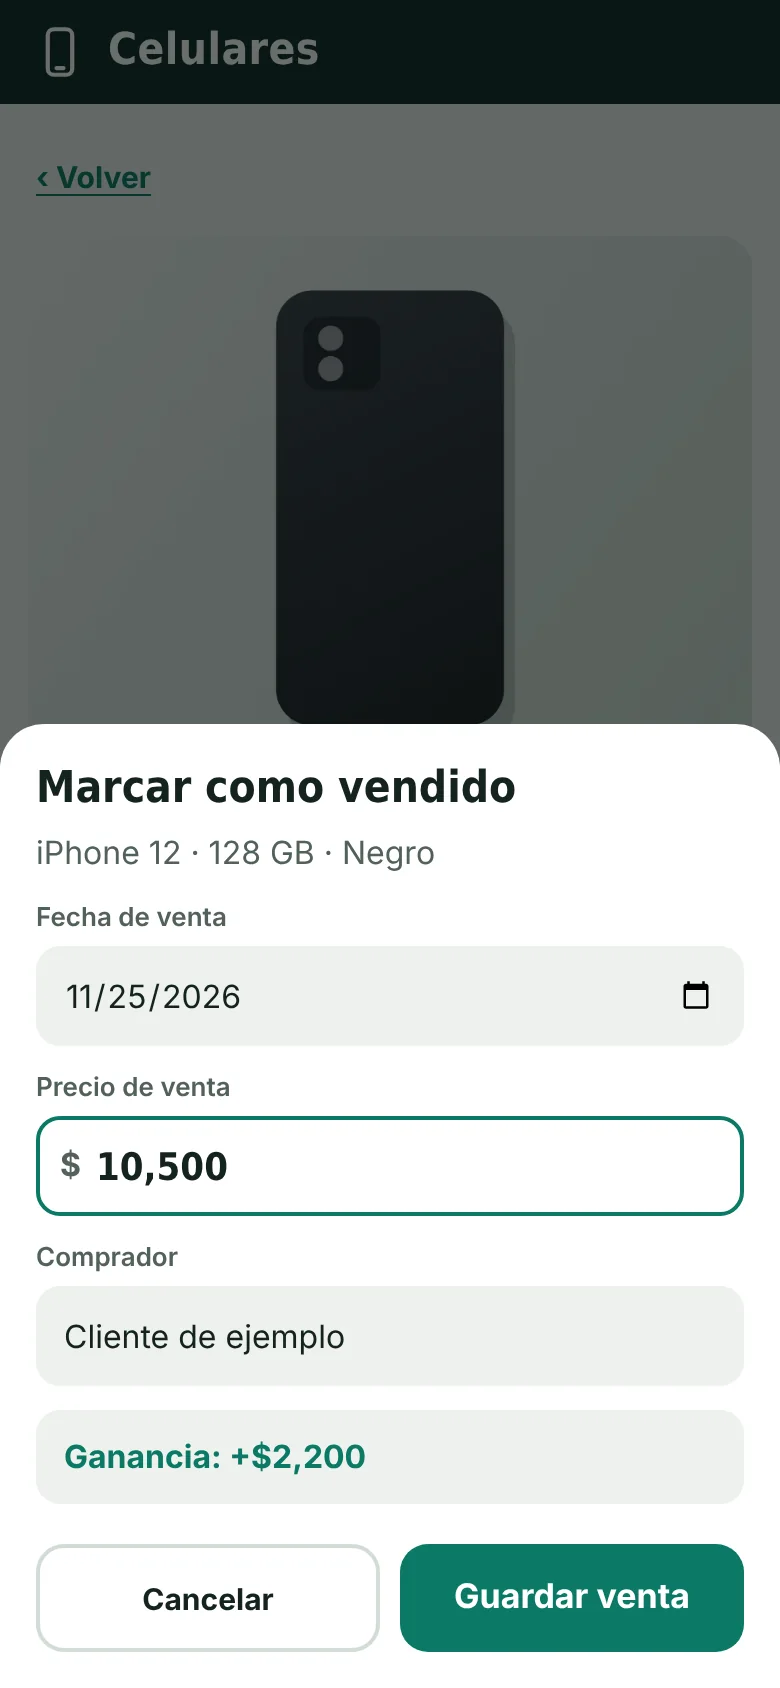 Celulares
‹ Volver
Marcar como vendido
iPhone 12 · 128 GB · Negro
Fecha de venta
11/25/2026
Precio de venta
$ 10,500
Comprador
Cliente de ejemplo
Ganancia: +$2,200
Cancelar
Guardar venta